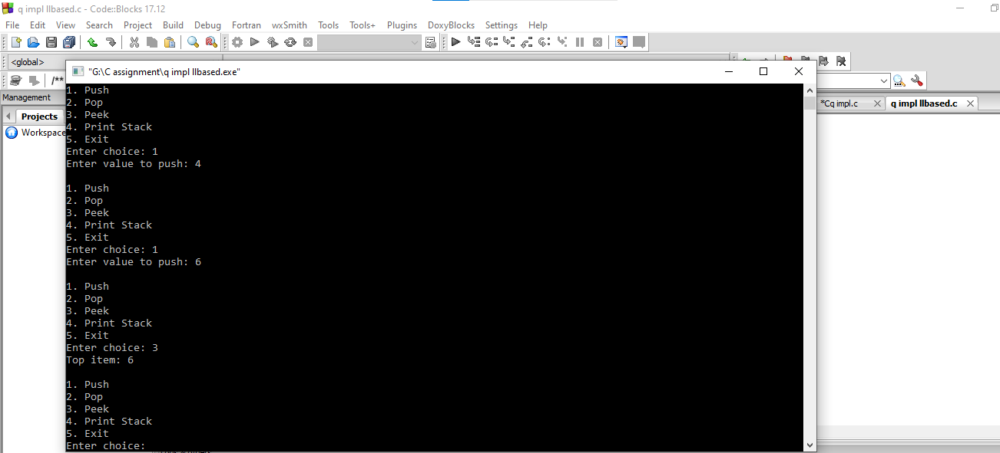 q impl llbased.c - Code::Blocks 17.12
File Edit View Search Project Build Debug Fortran wxSmith Tools Tools+ Plugins DoxyBlocks Settings Help
<global>
"G:\C assignment\q impl llbased.exe"
/**
Management
*Cq impl.c
q impl llbased.c
Projects
Workspace
1. Push
2. Pop
3. Peek
4. Print Stack
5. Exit
Enter choice: 1
Enter value to push: 4
1. Push
2. Pop
3. Peek
4. Print Stack
5. Exit
Enter choice: 1
Enter value to push: 6
1. Push
2. Pop
3. Peek
4. Print Stack
5. Exit
Enter choice: 3
Top item: 6
1. Push
2. Pop
3. Peek
4. Print Stack
5. Exit
Enter choice: